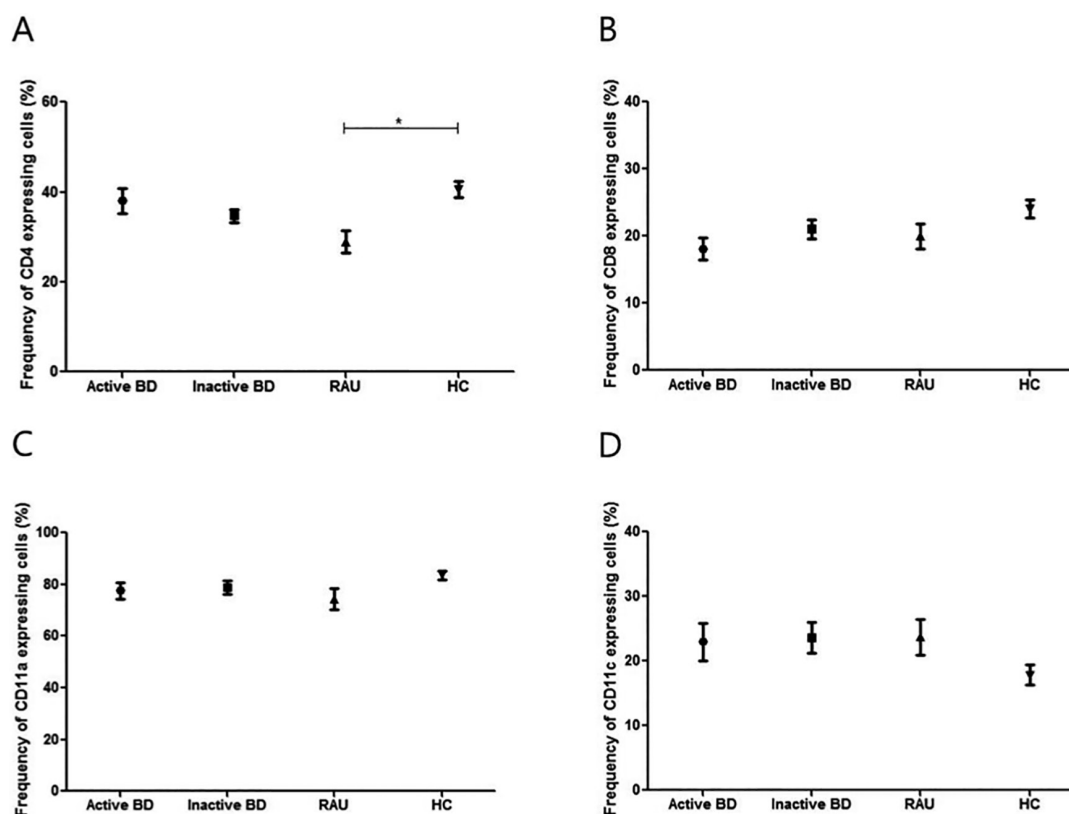 A
Frequency of CD4 expressing cells (%)
60
40
20
0
*
Active BD Inactive BD RAU HC
B
Frequency of CD8 expressing cells (%)
40
30
20
10
0
Active BD Inactive BD RAU HC
C
Frequency of CD11a expressing cells (%)
100
80
60
40
20
0
Active BD Inactive BD RAU HC
D
Frequency of CD11c expressing cells (%)
40
30
20
10
0
Active BD Inactive BD RAU HC